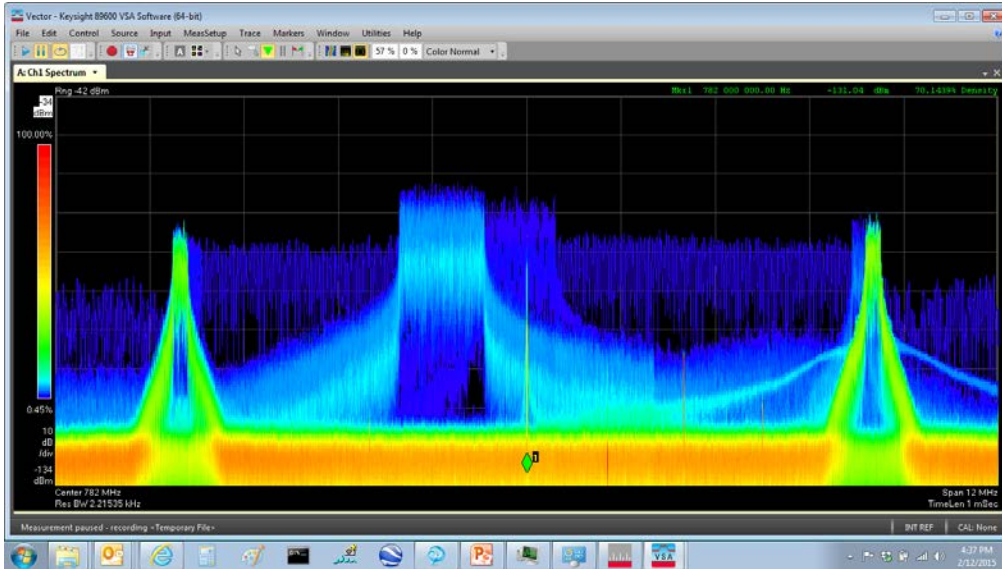 Vector - Keysight 89600 VSA Software (64-bit)
File Edit Control Source Input MeasSetup Trace Markers Window Utilities Help
A 57 % 0 % Color Normal
A: Ch1 Spectrum
Rng -42 dBm Mkr1 782 000 000.00 Hz -131.04 dBm 70.1439% Density
-34
dBm
100.00%
1
0.45%
10
dB
/div
-134
dBm
Center 782 MHz Span 12 MHz
Res BW 2.21535 kHz TimeLen 1 mSec
Measurement paused - recording <Temporary File> INT REF CAL: None
VSA
4:37 PM
2/12/2015